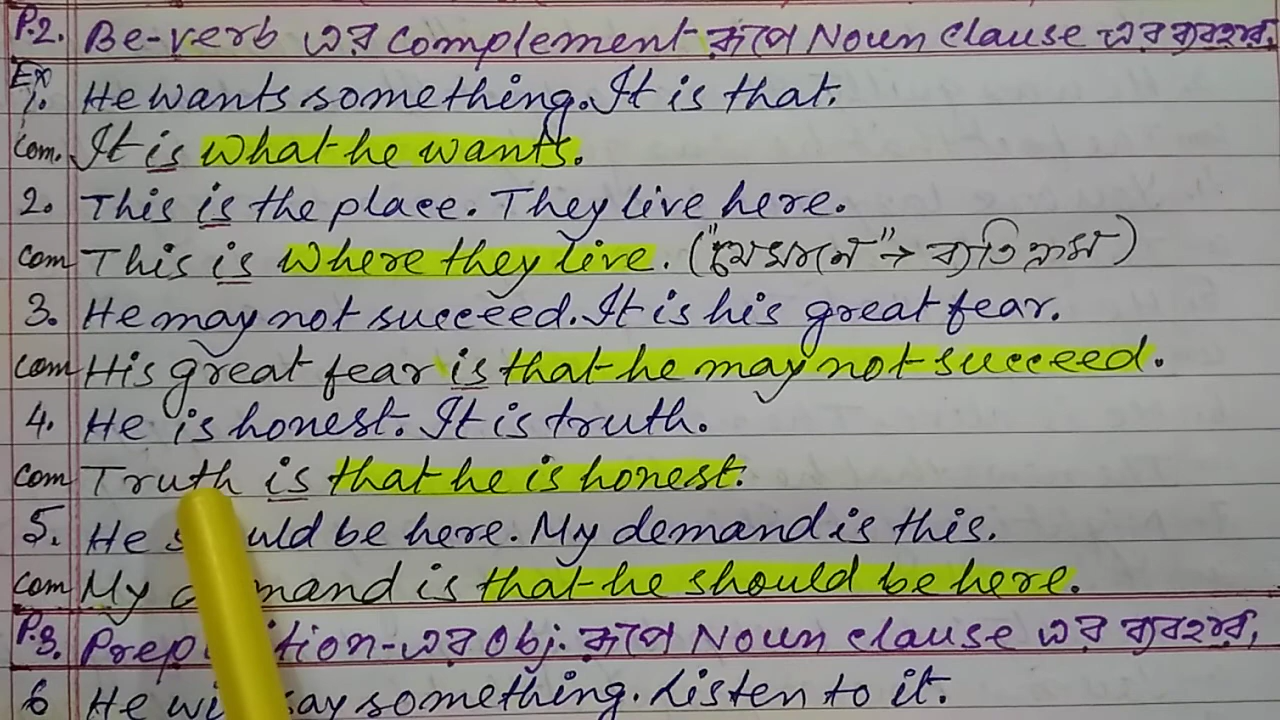 P.2. Be-verb এর complement রূপে Noun clause এর ব্যবহার,
Ex 1. He wants something. It is that.
Com. It is what he wants.
2. This is the place. They live here.
Com This is where they live. ("যেখানে" → ব্যতিক্রম)
3. He may not succeed. It is his great fear.
Com His great fear is that he may not succeed.
4. He is honest. It is truth.
Com Truth is that he is honest.
5. He should be here. My demand is this.
Com My demand is that he should be here.
P.3. Preposition-এর Obj. রূপে Noun clause এর ব্যবহার,
6 He will say something. Listen to it.